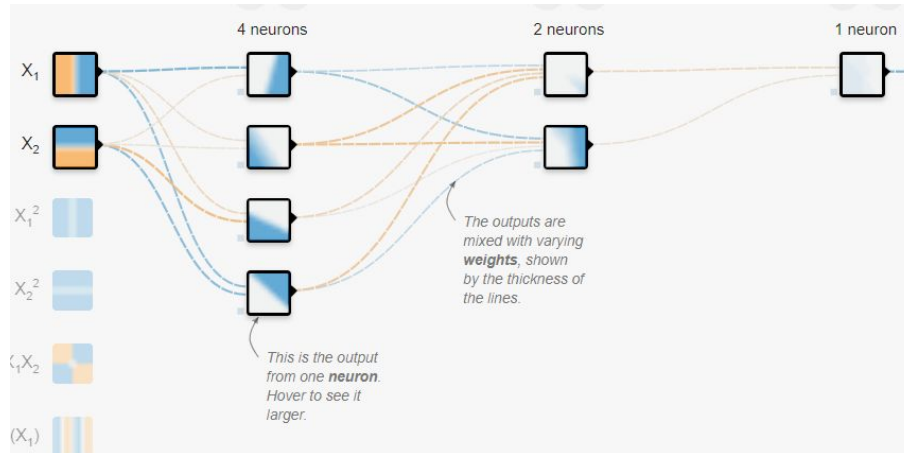 4 neurons
2 neurons
1 neuron
X₁
X₂
X₁²
X₂²
X₁X₂
(X₁)
The outputs are
mixed with varying
weights, shown
by the thickness of
the lines.
This is the output
from one neuron.
Hover to see it
larger.